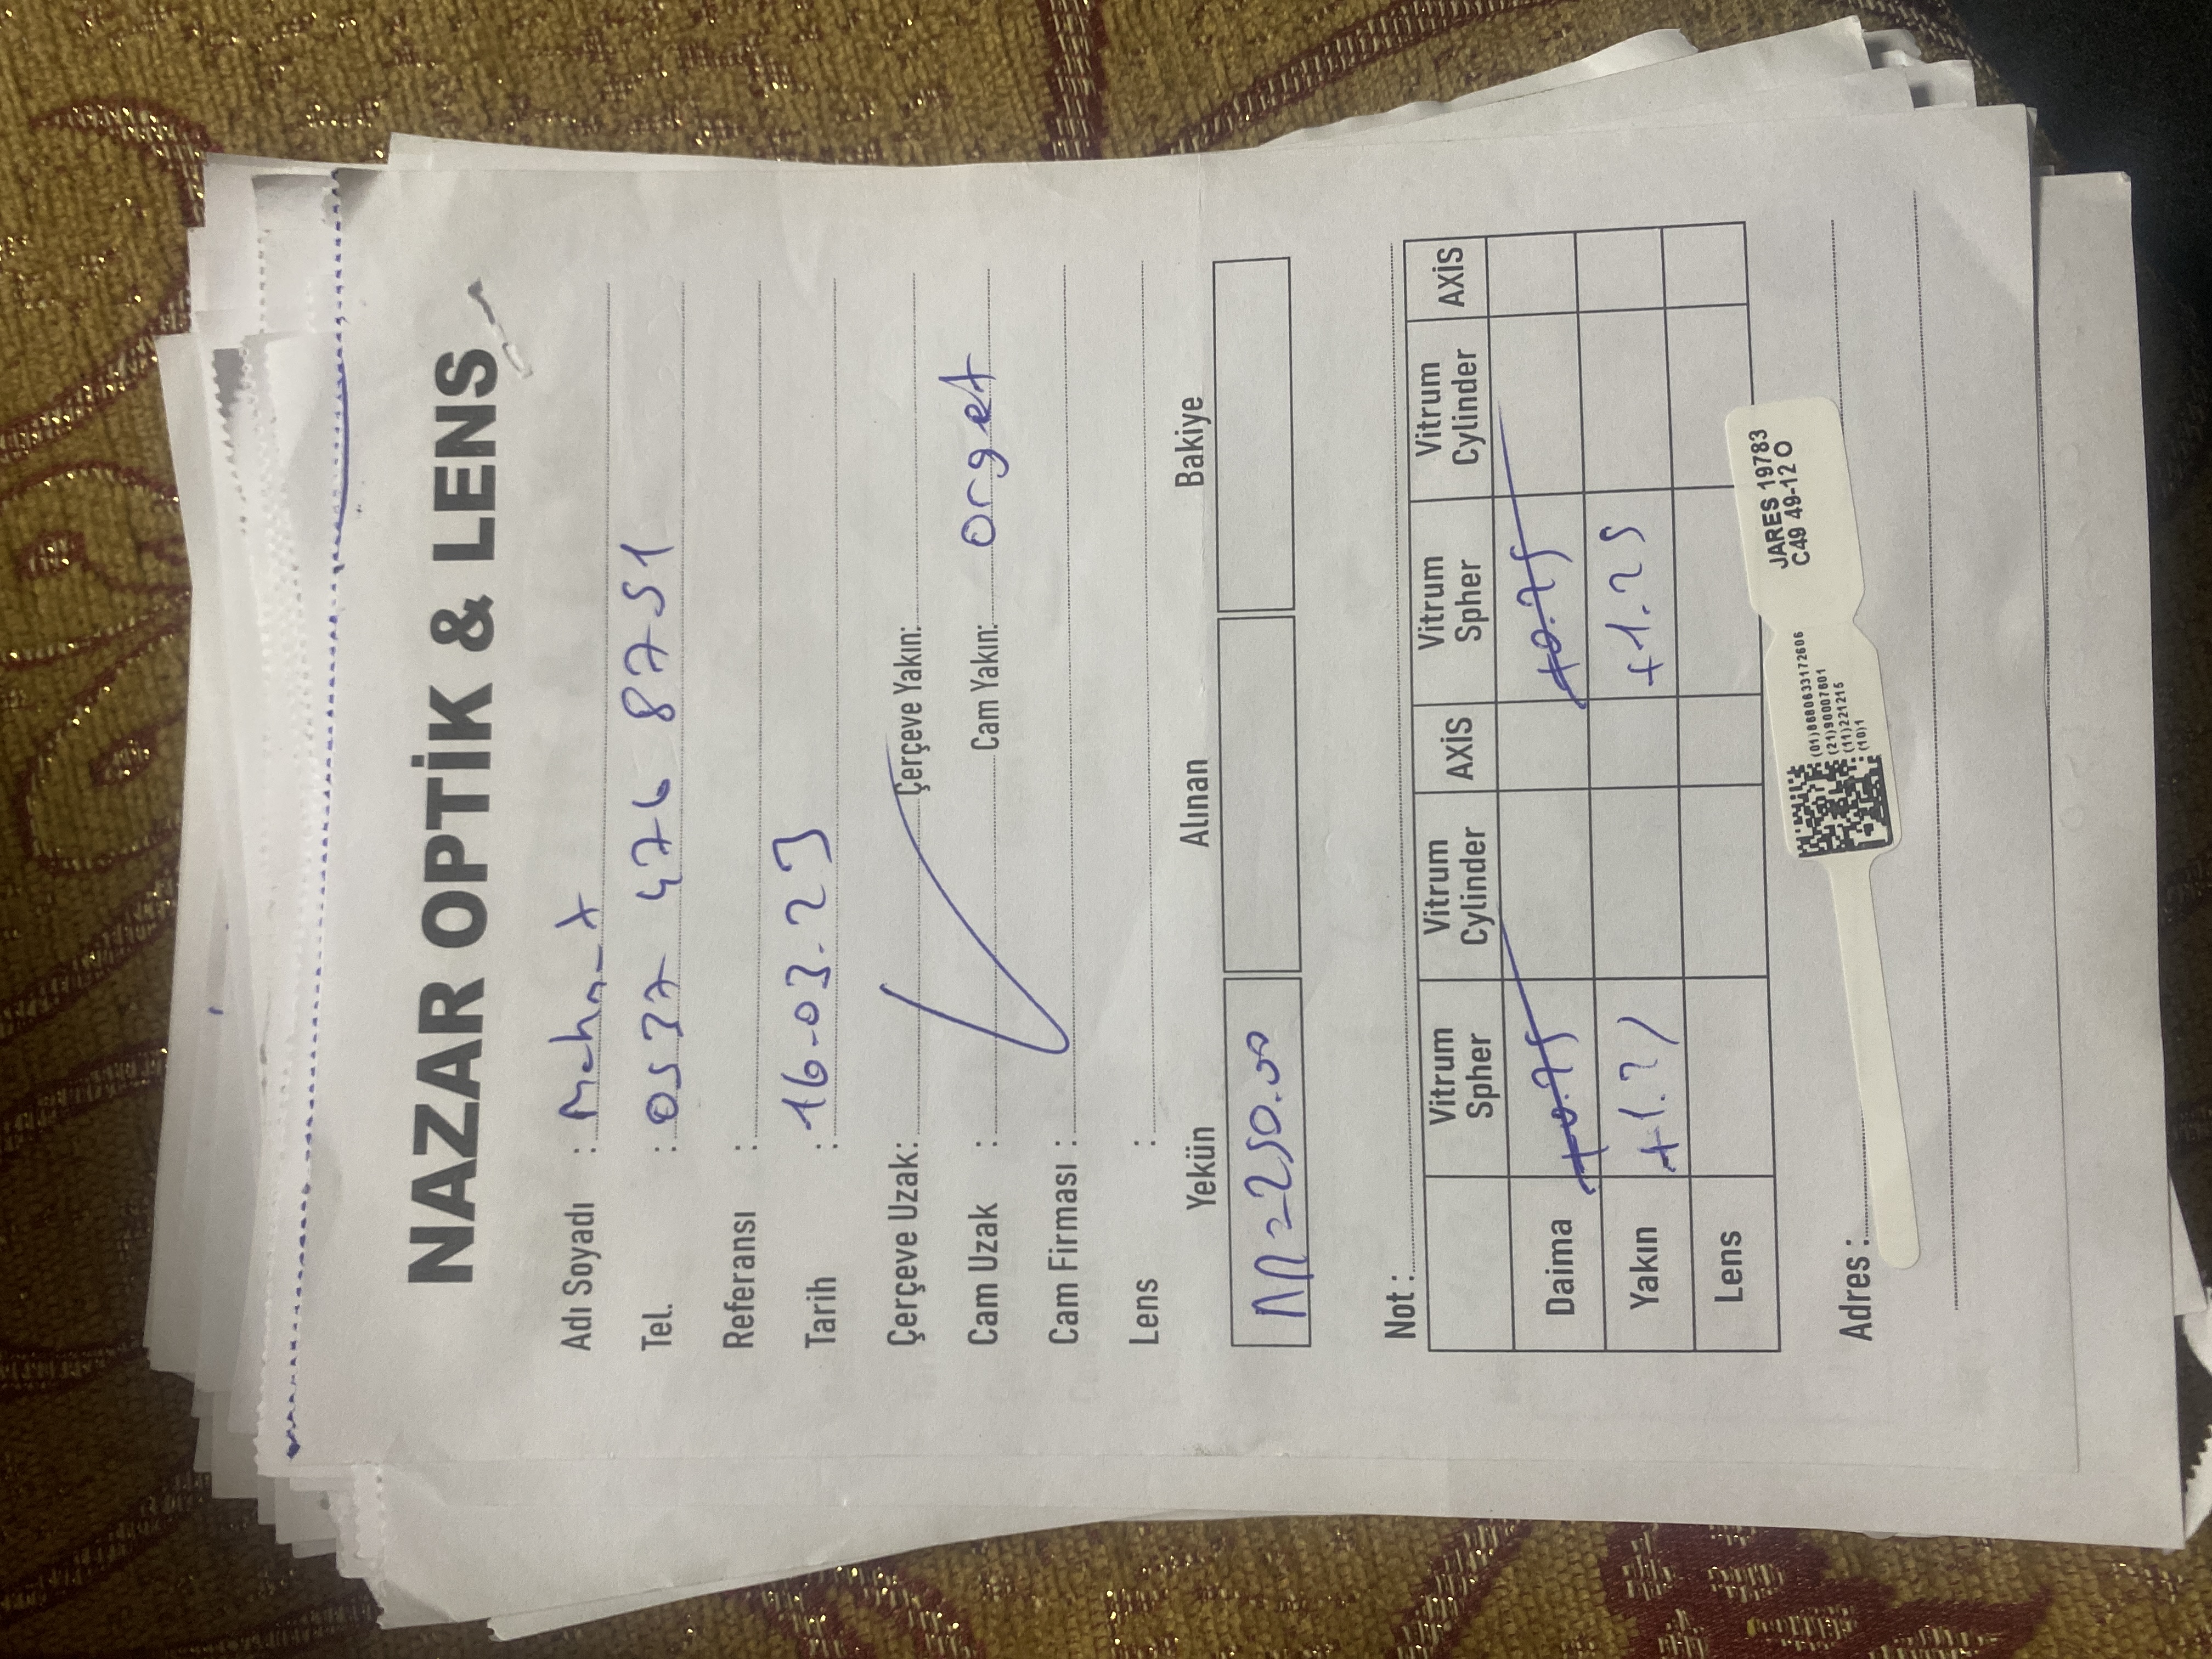 NAZAR OPTİK & LENS
Adı Soyadı : Mehmet
Tel. : 0537 476 8751
Referansı :
Tarih : 16-03.23
Çerçeve Uzak: Çerçeve Yakın:
Cam Uzak : Cam Yakın: orget
Cam Firması :
Lens :
Yekün Alınan Bakiye
=250.00
Not :
Vitrum Spher Vitrum Cylinder AXİS Vitrum Spher Vitrum Cylinder AXİS
Daima +0.75 +0.75
Yakın +1.25 +1.25
Lens
JARES 19783
C49 49-12 O
(01)8680633172606
(21)90007601
(11)221215
(10)1
Adres :